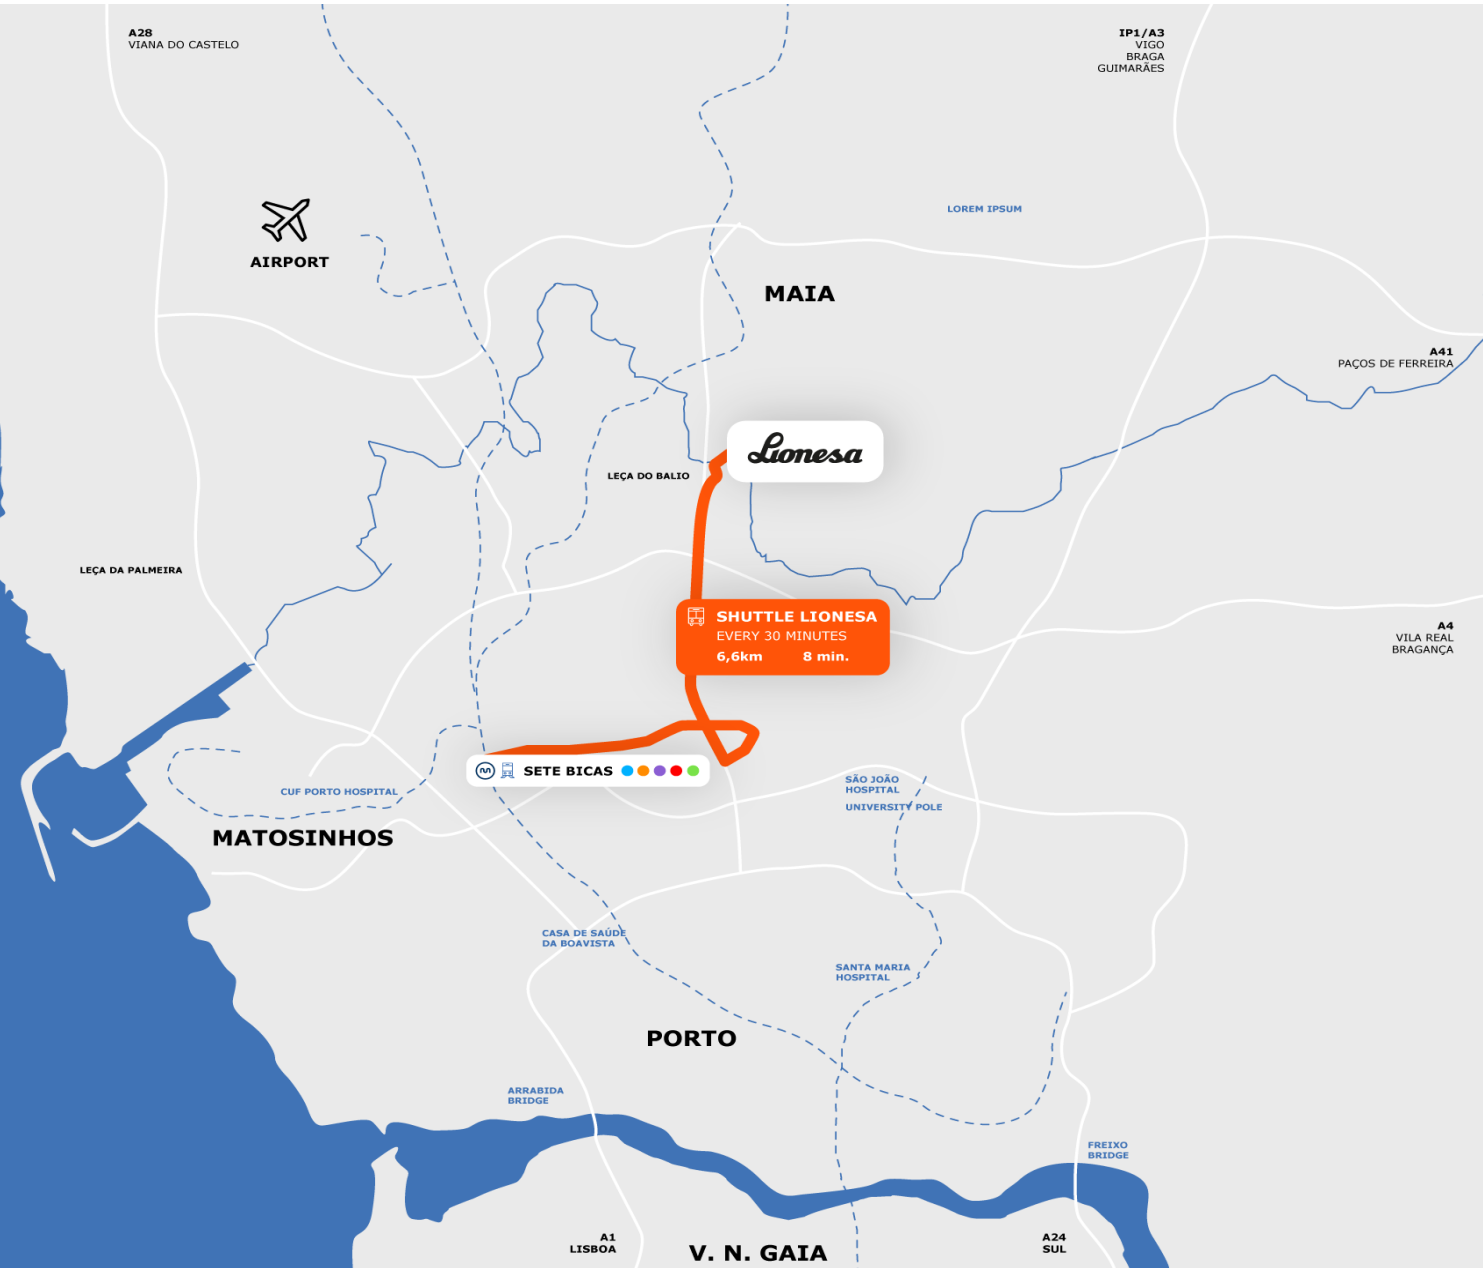 A28
VIANA DO CASTELO
IP1/A3
VIGO
BRAGA
GUIMARÃES
LOREM IPSUM
AIRPORT
MAIA
A41
PAÇOS DE FERREIRA
Lionesa
LEÇA DO BALIO
LEÇA DA PALMEIRA
SHUTTLE LIONESA
EVERY 30 MINUTES
6,6km 8 min.
A4
VILA REAL
BRAGANÇA
SETE BICAS
SÃO JOÃO
HOSPITAL
UNIVERSITY POLE
CUF PORTO HOSPITAL
MATOSINHOS
CASA DE SAÚDE
DA BOAVISTA
SANTA MARIA
HOSPITAL
PORTO
ARRABIDA
BRIDGE
FREIXO
BRIDGE
A1
LISBOA
V. N. GAIA
A24
SUL